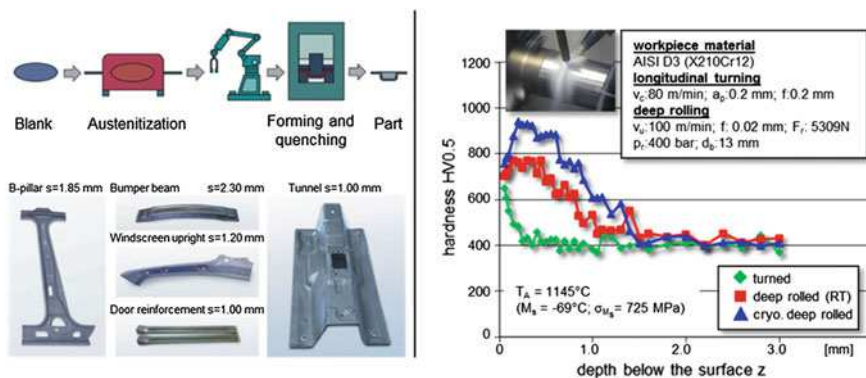 Blank
Austenitization
Forming and
quenching
Part
B-pillar s=1.85 mm
Bumper beam s=2.30 mm
Windscreen upright s=1.20 mm
Door reinforcement s=1.00 mm
Tunnel s=1.00 mm
workpiece material
AISI D3 (X210Cr12)
longitudinal turning
vc:80 m/min; ap:0.2 mm; f:0.2 mm
deep rolling
vu:100 m/min; f: 0.02 mm; Fr: 5309N
pr:400 bar; db:13 mm
hardness HV0.5
1200
1000
800
600
400
200
0
TA = 1145°C
(Ms = -69°C; σMs = 725 MPa)
turned
deep rolled (RT)
cryo. deep rolled
0 1.0 2.0 3.0 [mm]
depth below the surface z